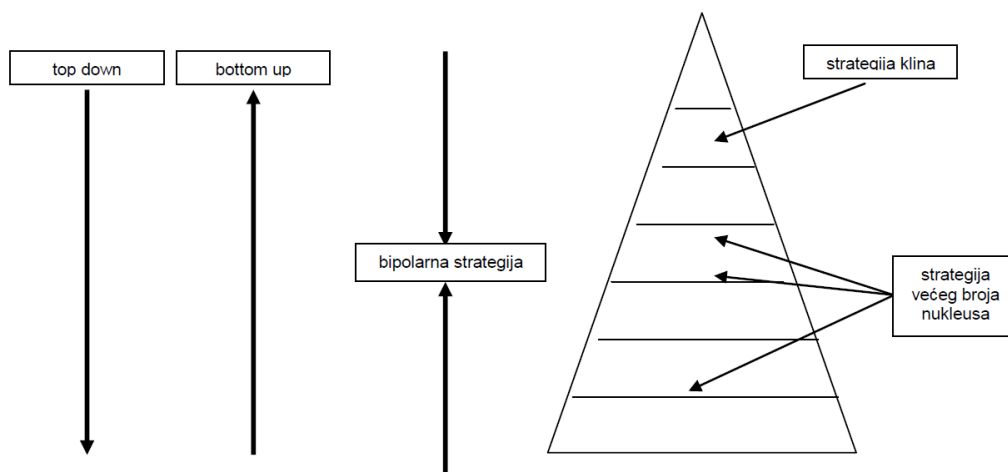 top down
bottom up
strategija klina
bipolarna strategija
strategija
većeg broja
nukleusa